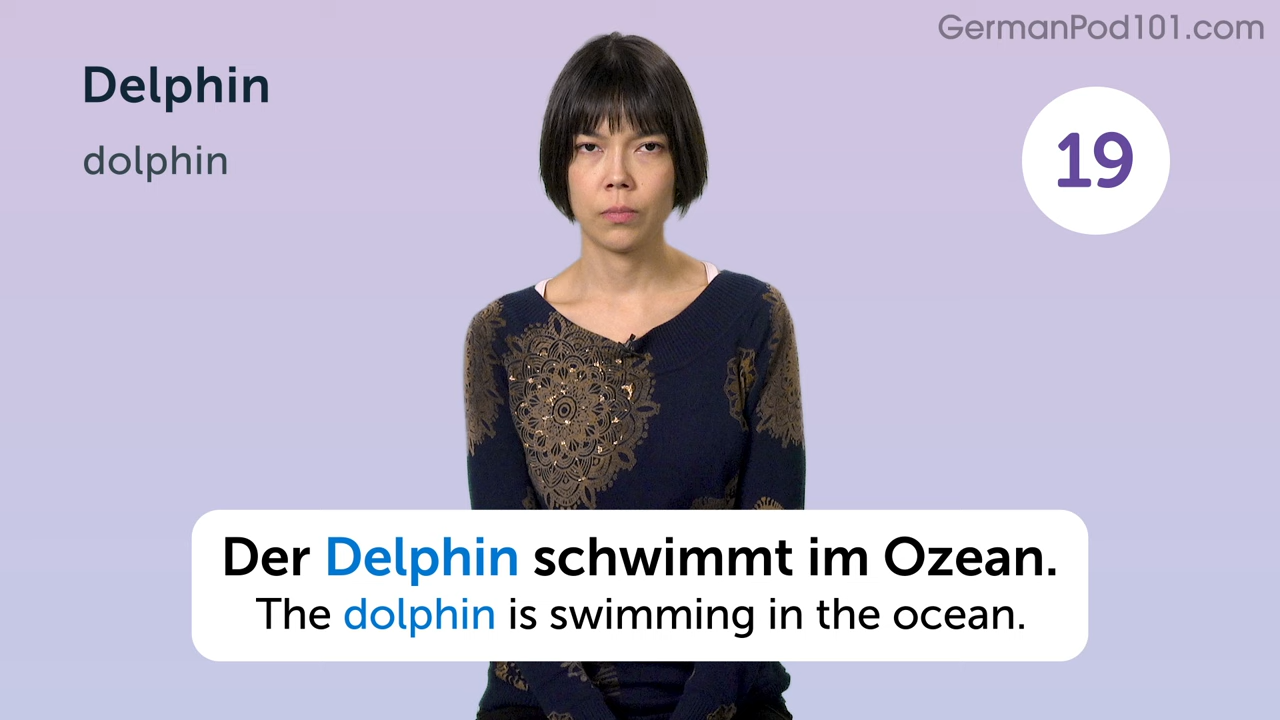 GermanPod101.com
Delphin
dolphin
19
Der Delphin schwimmt im Ozean.
The dolphin is swimming in the ocean.